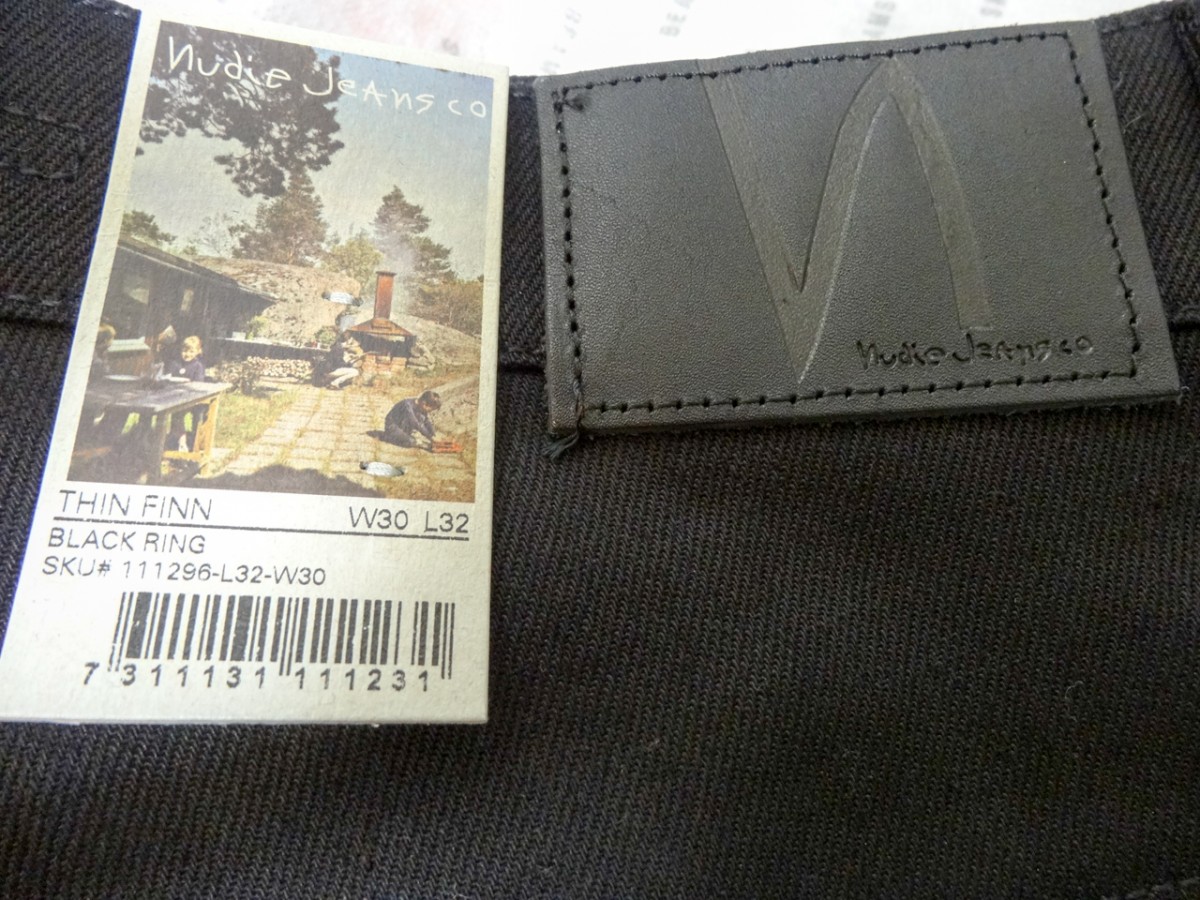 Nudie Jeans co
THIN FINN W30 L32
BLACK RING
SKU# 111296-L32-W30
7 311131 111231
Nudie Jeans co